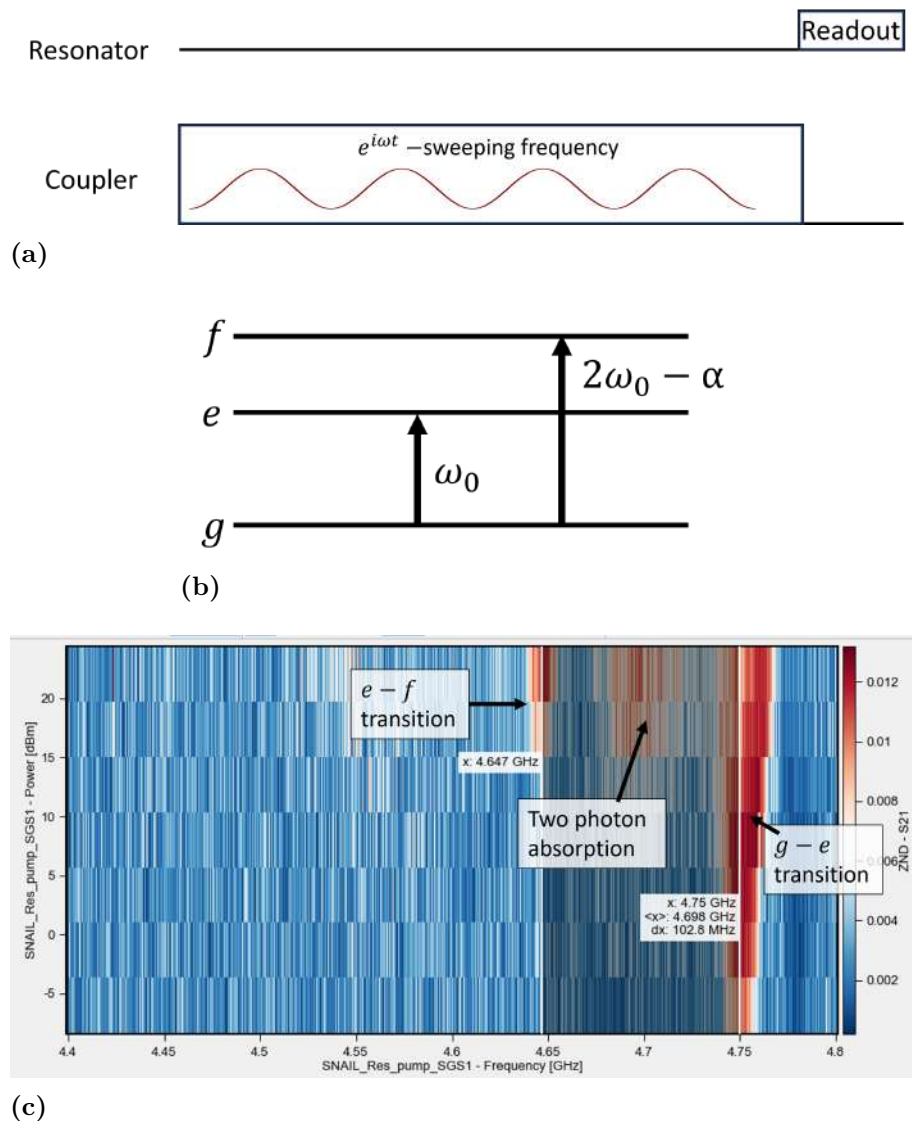 Resonator
Readout
Coupler
e^{iωt} −sweeping frequency
(a)
f
2ω₀ − α
e
ω₀
g
(b)
SNAIL_Res_pump_SGS1 - Power [dBm]
20
15
10
5
0
-5
e − f
transition
x: 4.647 GHz
Two photon
absorption
g − e
transition
x: 4.75 GHz
<x>: 4.698 GHz
dx: 102.8 MHz
4.4 4.45 4.5 4.55 4.6 4.65 4.7 4.75 4.8
SNAIL_Res_pump_SGS1 - Frequency [GHz]
0.012
0.01
0.008
0.006
0.004
0.002
ZND - S21
(c)